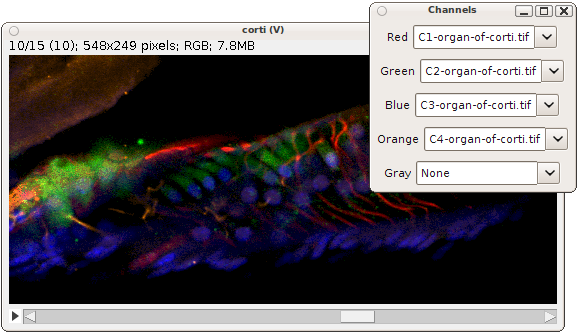 corti (V)
10/15 (10); 548x249 pixels; RGB; 7.8MB
Channels
Red C1-organ-of-corti.tif
Green C2-organ-of-corti.tif
Blue C3-organ-of-corti.tif
Orange C4-organ-of-corti.tif
Gray None